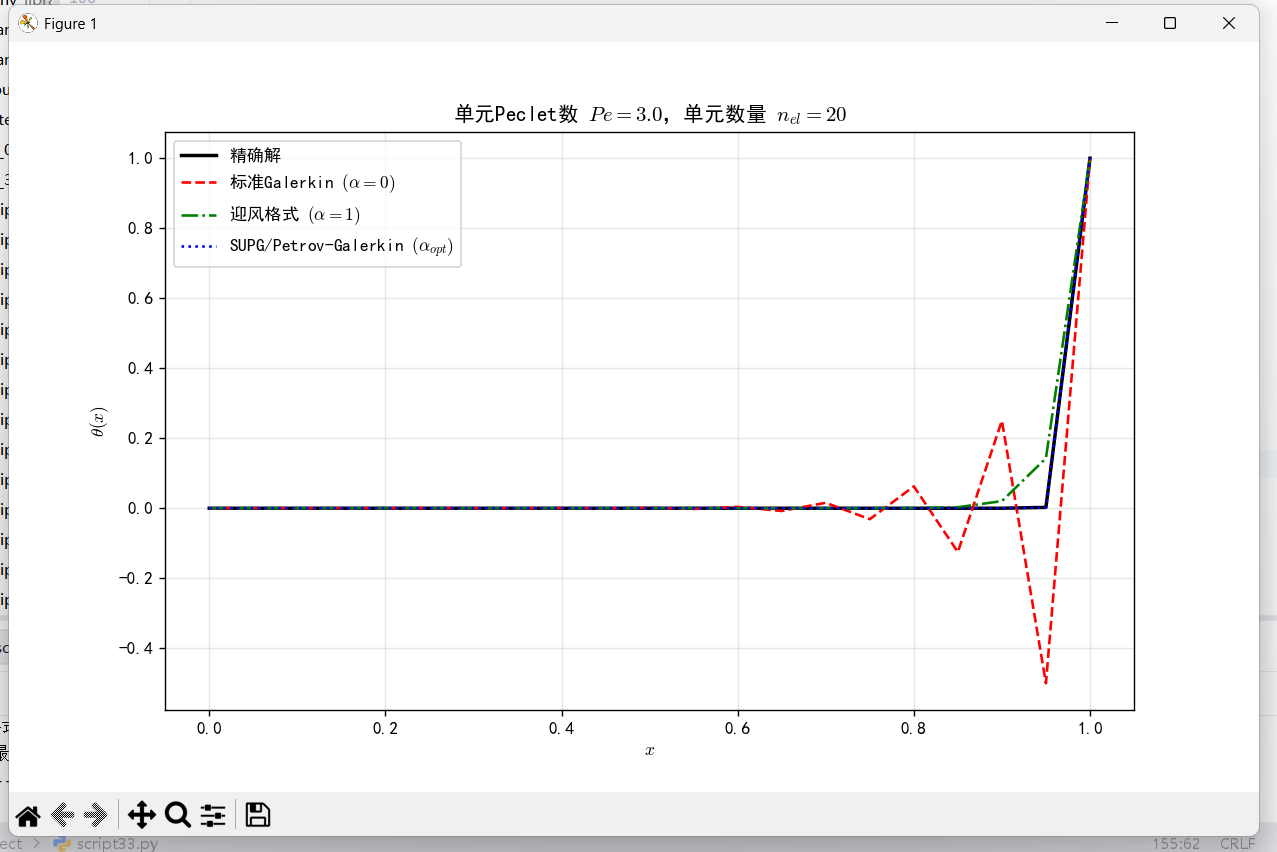 Figure 1
单元Peclet数 Pe = 3.0，单元数量 n_{el} = 20
精确解
标准Galerkin (α = 0)
迎风格式 (α = 1)
SUPG/Petrov-Galerkin (α_{opt})
1.0
0.8
0.6
0.4
0.2
0.0
−0.2
−0.4
θ(x)
0.0 0.2 0.4 0.6 0.8 1.0
x
script33.py 155:62 CRLF